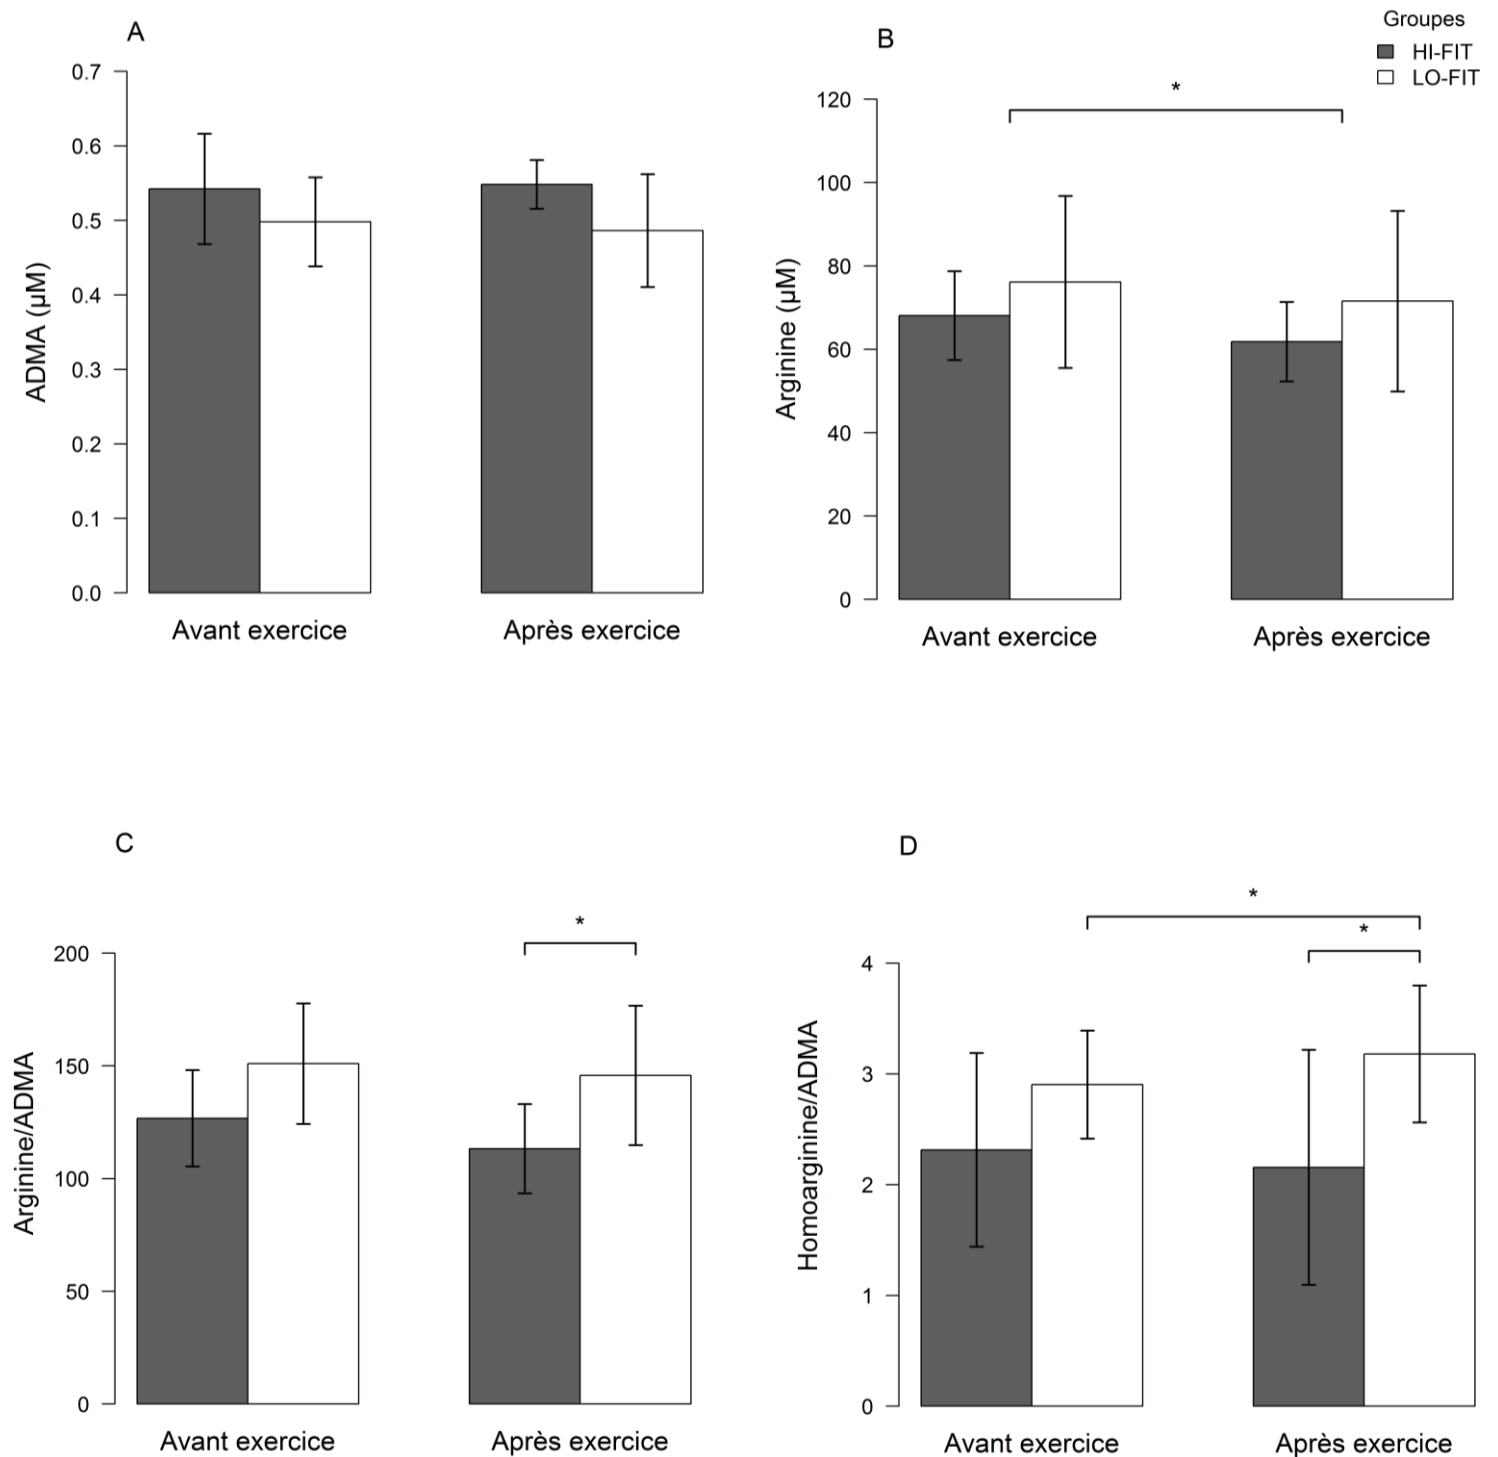 Groupes
HI-FIT
LO-FIT
A
0.7
0.6
0.5
0.4
0.3
0.2
0.1
0.0
ADMA (µM)
Avant exercice
Après exercice
B
*
120
100
80
60
40
20
0
Arginine (µM)
Avant exercice
Après exercice
C
*
200
150
100
50
0
Arginine/ADMA
Avant exercice
Après exercice
D
*
*
4
3
2
1
0
Homoarginine/ADMA
Avant exercice
Après exercice